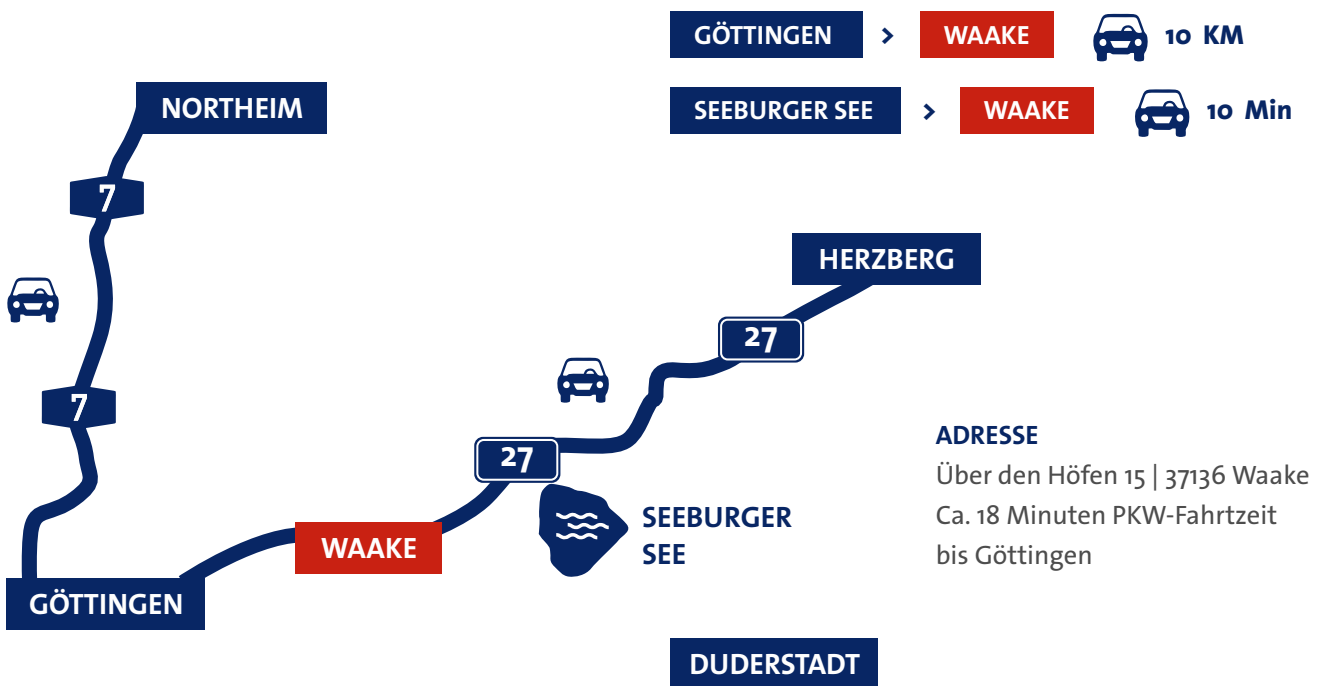 GÖTTINGEN > WAAKE 10 KM
SEEBURGER SEE > WAAKE 10 Min
NORTHEIM
7
HERZBERG
27
7
27
ADRESSE
Über den Höfen 15 | 37136 Waake
Ca. 18 Minuten PKW-Fahrtzeit
bis Göttingen
SEEBURGER
SEE
WAAKE
GÖTTINGEN
DUDERSTADT